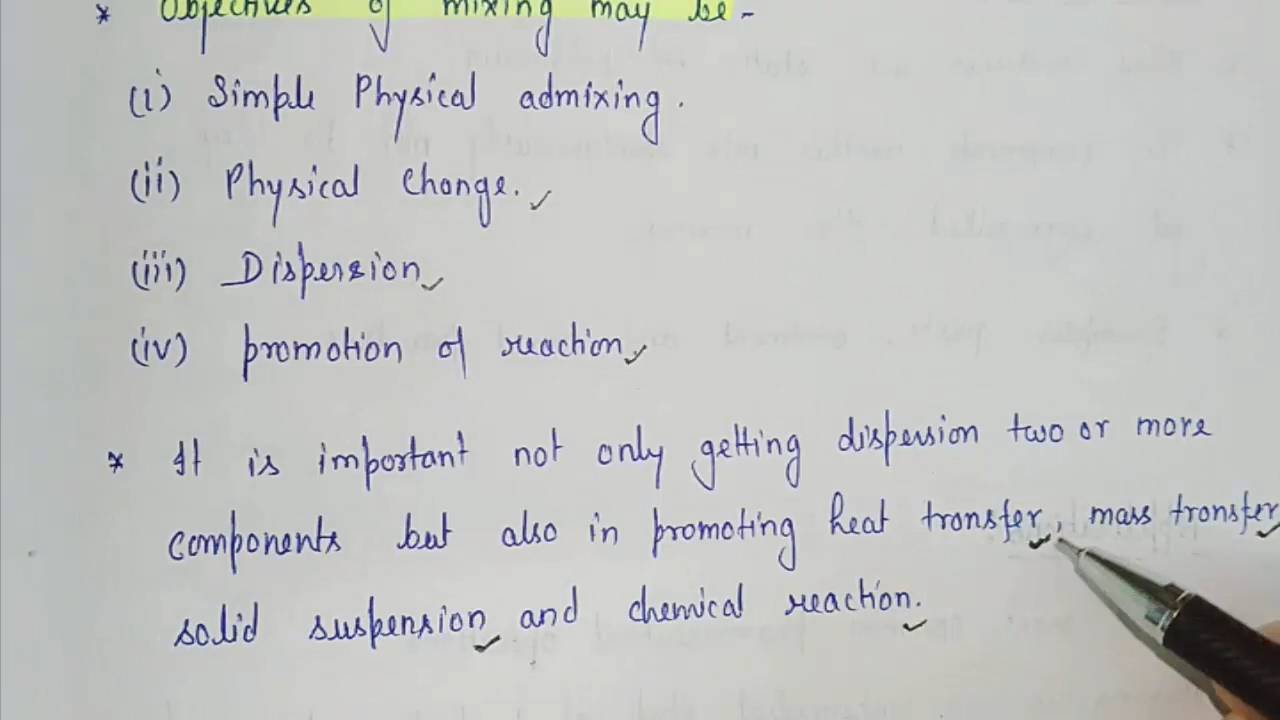 * Objectives of mixing may be-
(i) Simple Physical admixing.
(ii) Physical Change.
(iii) Dispersion
(iv) promotion of reaction
* It is important not only getting dispersion two or more
components but also in promoting heat transfer, mass transfer
solid suspension and chemical reaction.